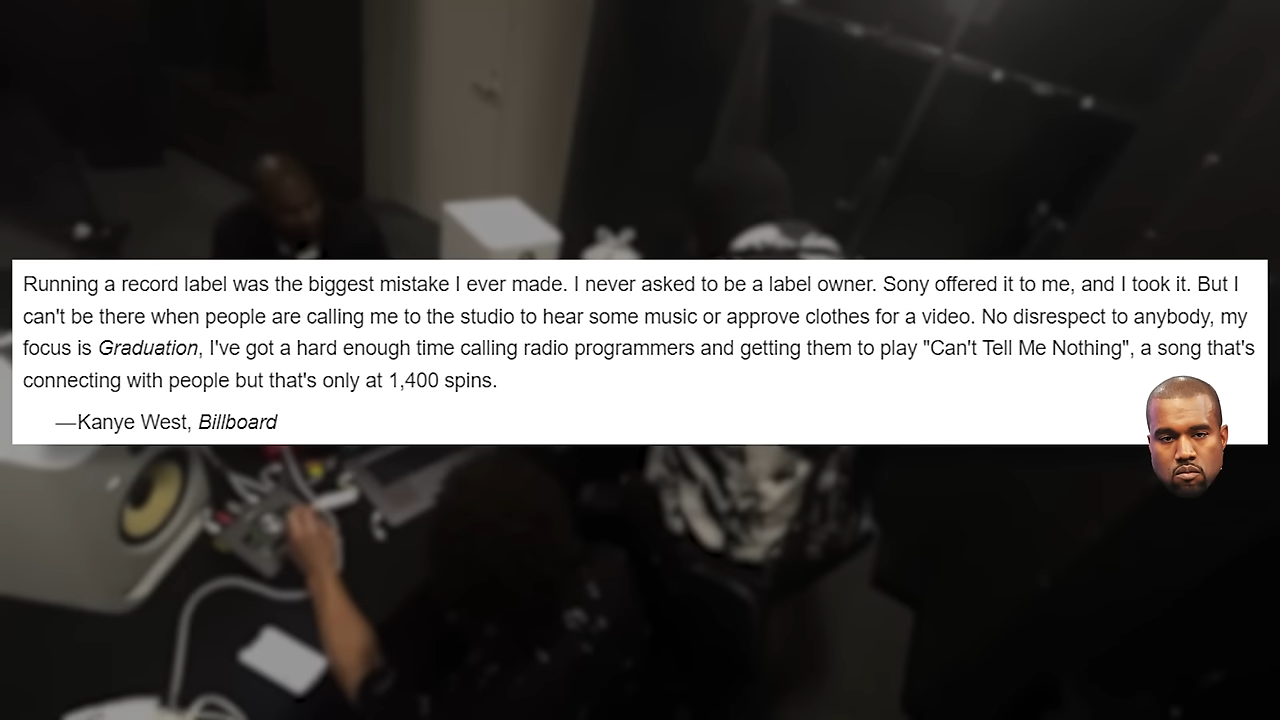 Running a record label was the biggest mistake I ever made. I never asked to be a label owner. Sony offered it to me, and I took it. But I
can't be there when people are calling me to the studio to hear some music or approve clothes for a video. No disrespect to anybody, my
focus is Graduation, I've got a hard enough time calling radio programmers and getting them to play "Can't Tell Me Nothing", a song that's
connecting with people but that's only at 1,400 spins.
—Kanye West, Billboard